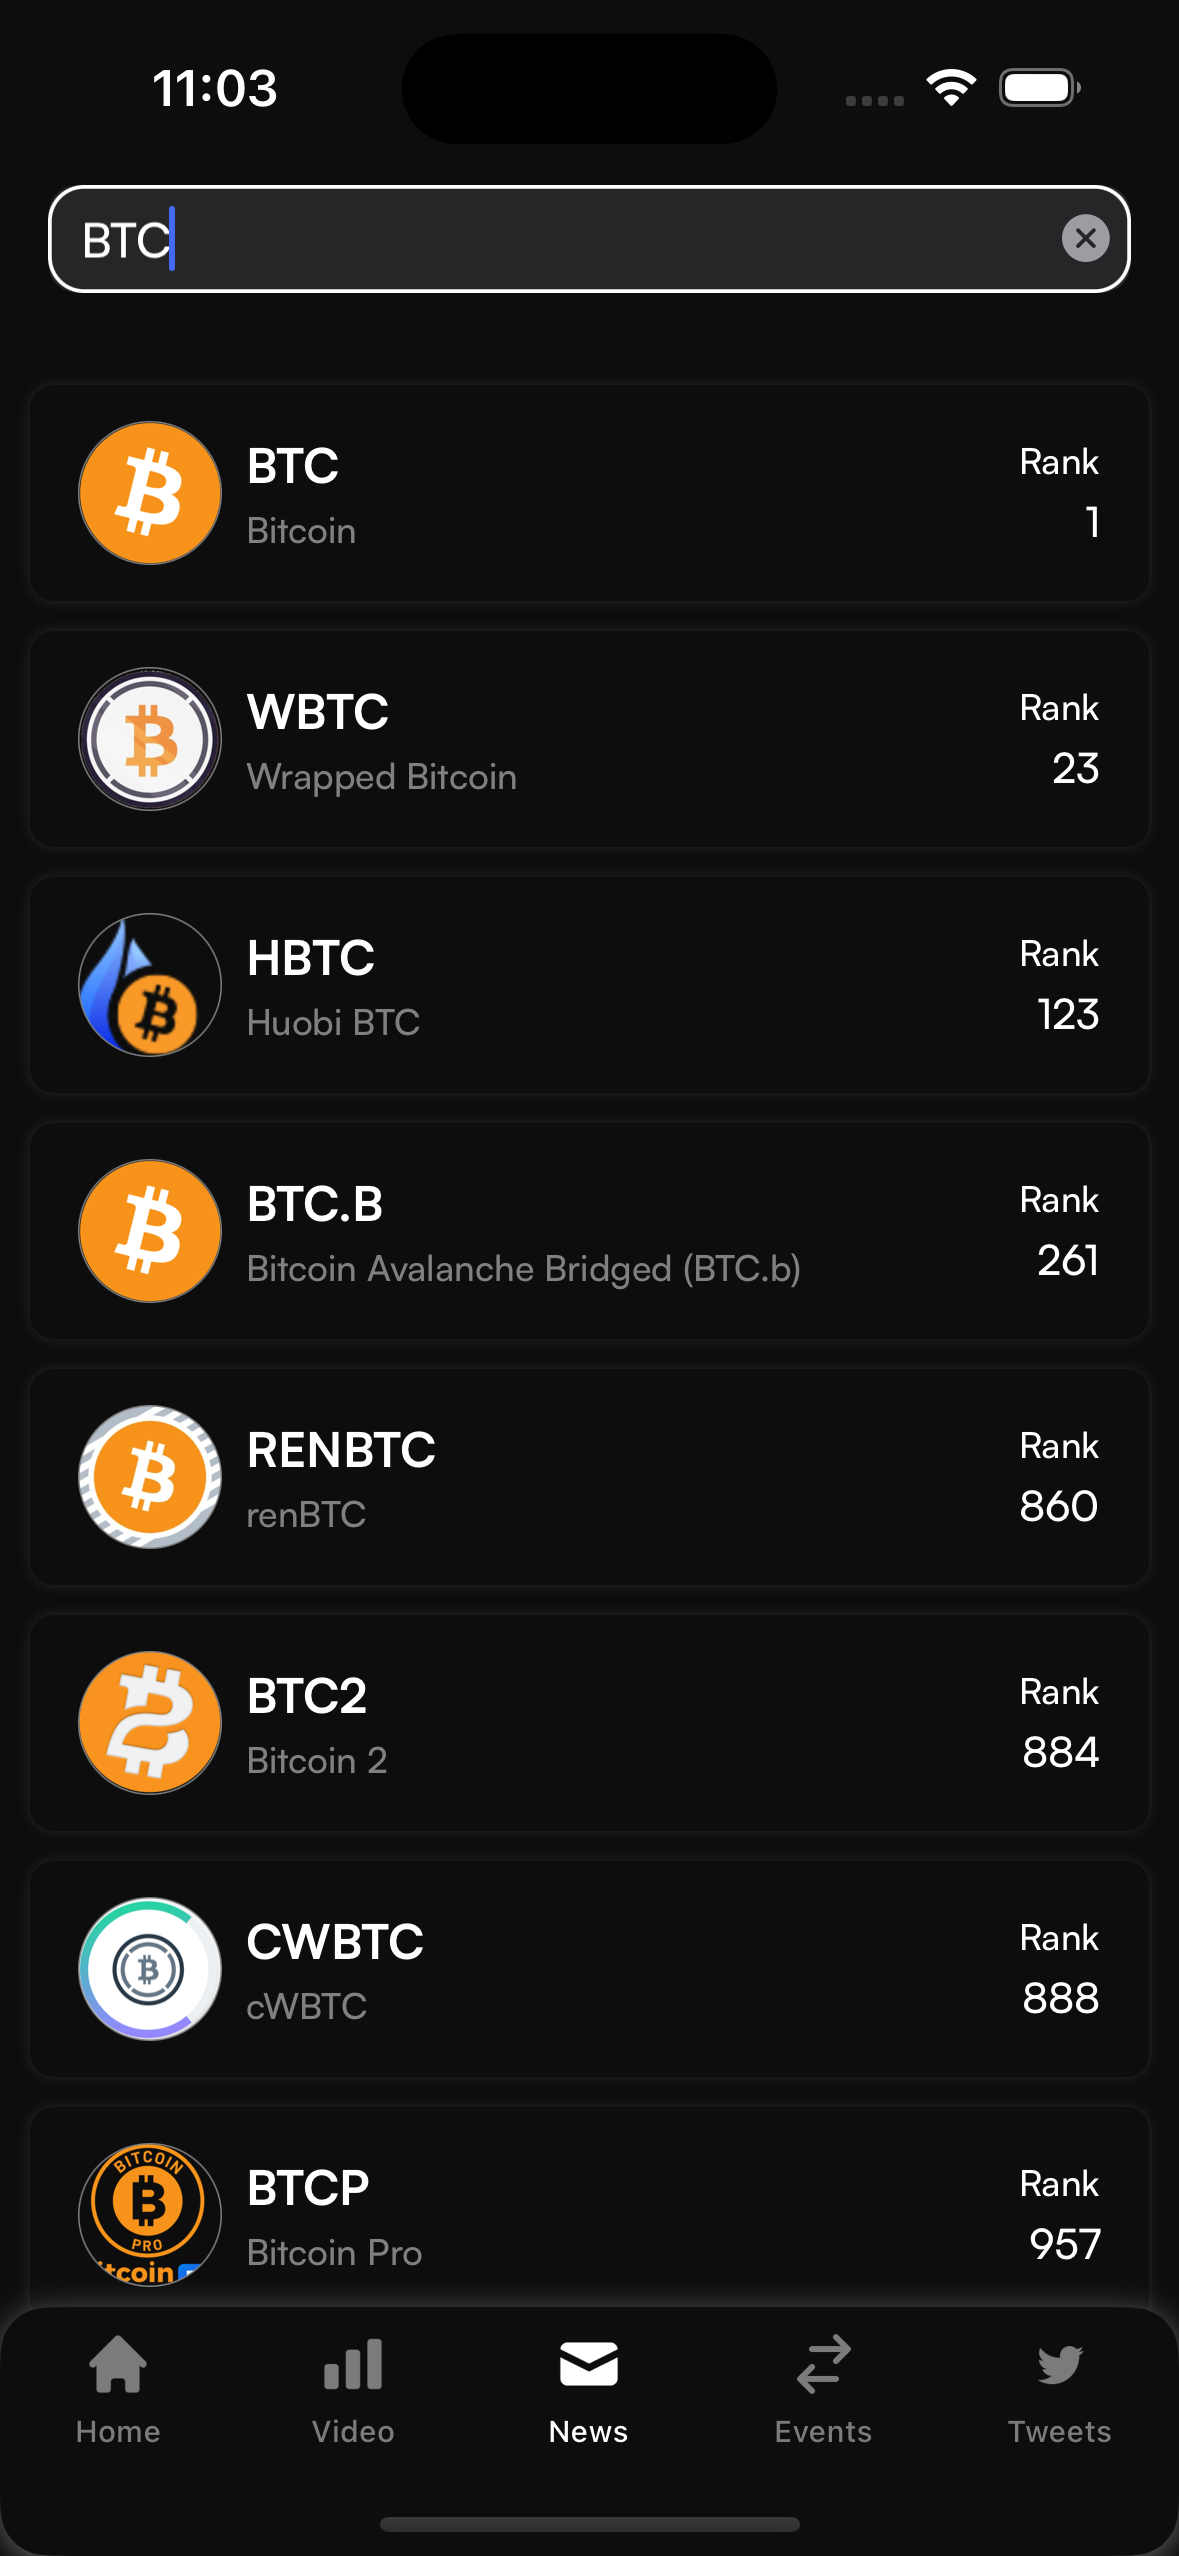 11:03
BTC
BTC
Bitcoin
Rank
1
WBTC
Wrapped Bitcoin
Rank
23
HBTC
Huobi BTC
Rank
123
BTC.B
Bitcoin Avalanche Bridged (BTC.b)
Rank
261
RENBTC
renBTC
Rank
860
BTC2
Bitcoin 2
Rank
884
CWBTC
cWBTC
Rank
888
BITCOIN
PRO
itcoin
BTCP
Bitcoin Pro
Rank
957
Home
Video
News
Events
Tweets